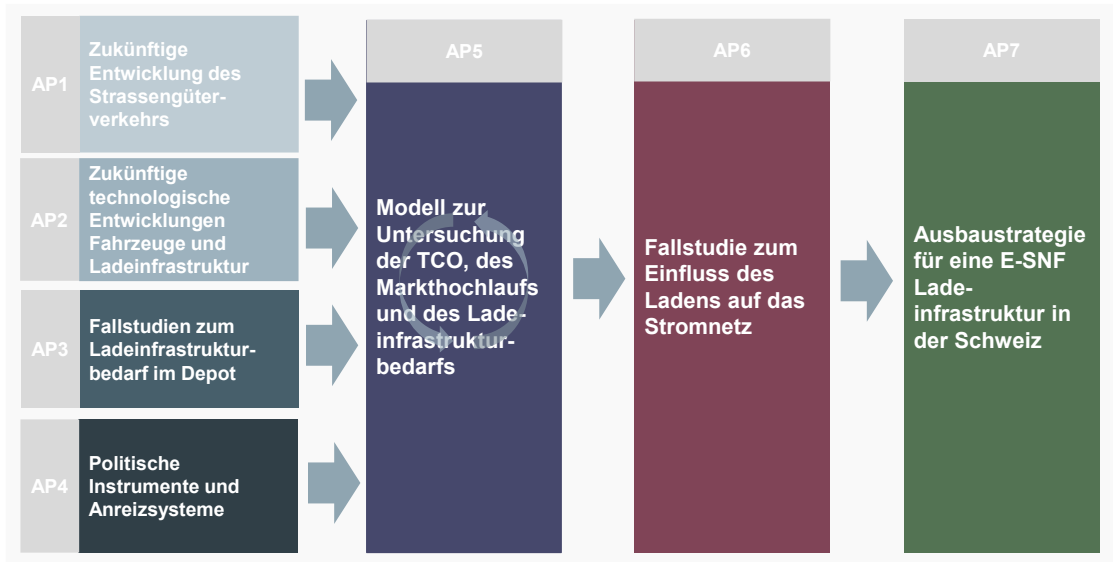 AP1
Zukünftige
Entwicklung des
Strassengüter-
verkehrs
AP2
Zukünftige
technologische
Entwicklungen
Fahrzeuge und
Ladeinfrastruktur
AP3
Fallstudien zum
Ladeinfrastruktur-
bedarf im Depot
AP4
Politische
Instrumente und
Anreizsysteme
AP5
Modell zur
Untersuchung
der TCO, des
Markthochlaufs
und des Lade-
infrastruktur-
bedarfs
AP6
Fallstudie zum
Einfluss des
Ladens auf das
Stromnetz
AP7
Ausbaustrategie
für eine E-SNF
Lade-
infrastruktur in
der Schweiz